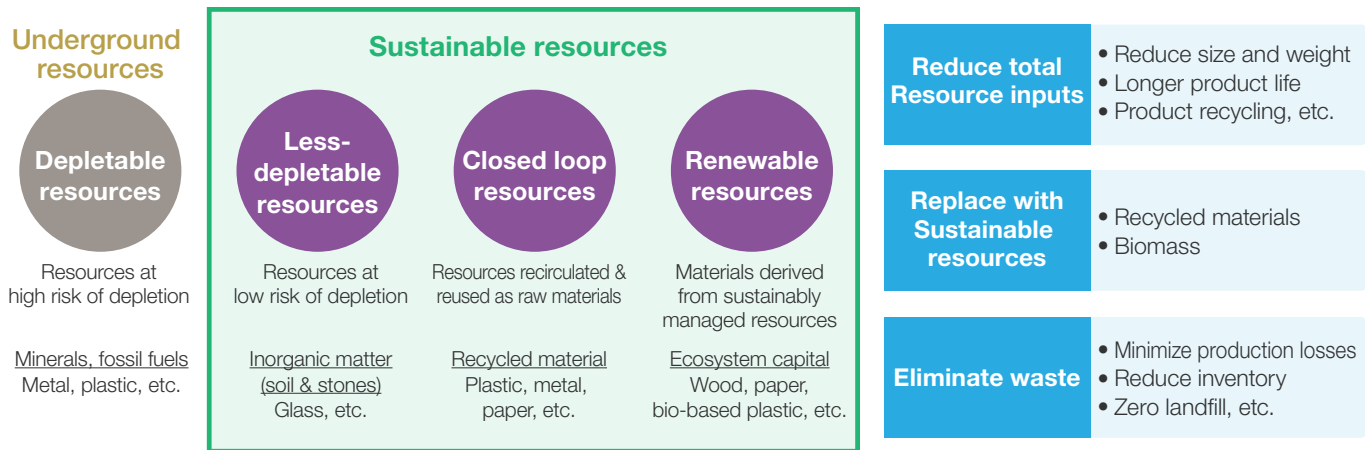 Underground
resources
Depletable
resources
Resources at
high risk of depletion
Minerals, fossil fuels
Metal, plastic, etc.
Sustainable resources
Less-
depletable
resources
Resources at
low risk of depletion
Inorganic matter
(soil & stones)
Glass, etc.
Closed loop
resources
Resources recirculated &
reused as raw materials
Recycled material
Plastic, metal,
paper, etc.
Renewable
resources
Materials derived
from sustainably
managed resources
Ecosystem capital
Wood, paper,
bio-based plastic, etc.
Reduce total
Resource inputs
• Reduce size and weight
• Longer product life
• Product recycling, etc.
Replace with
Sustainable
resources
• Recycled materials
• Biomass
Eliminate waste
• Minimize production losses
• Reduce inventory
• Zero landfill, etc.